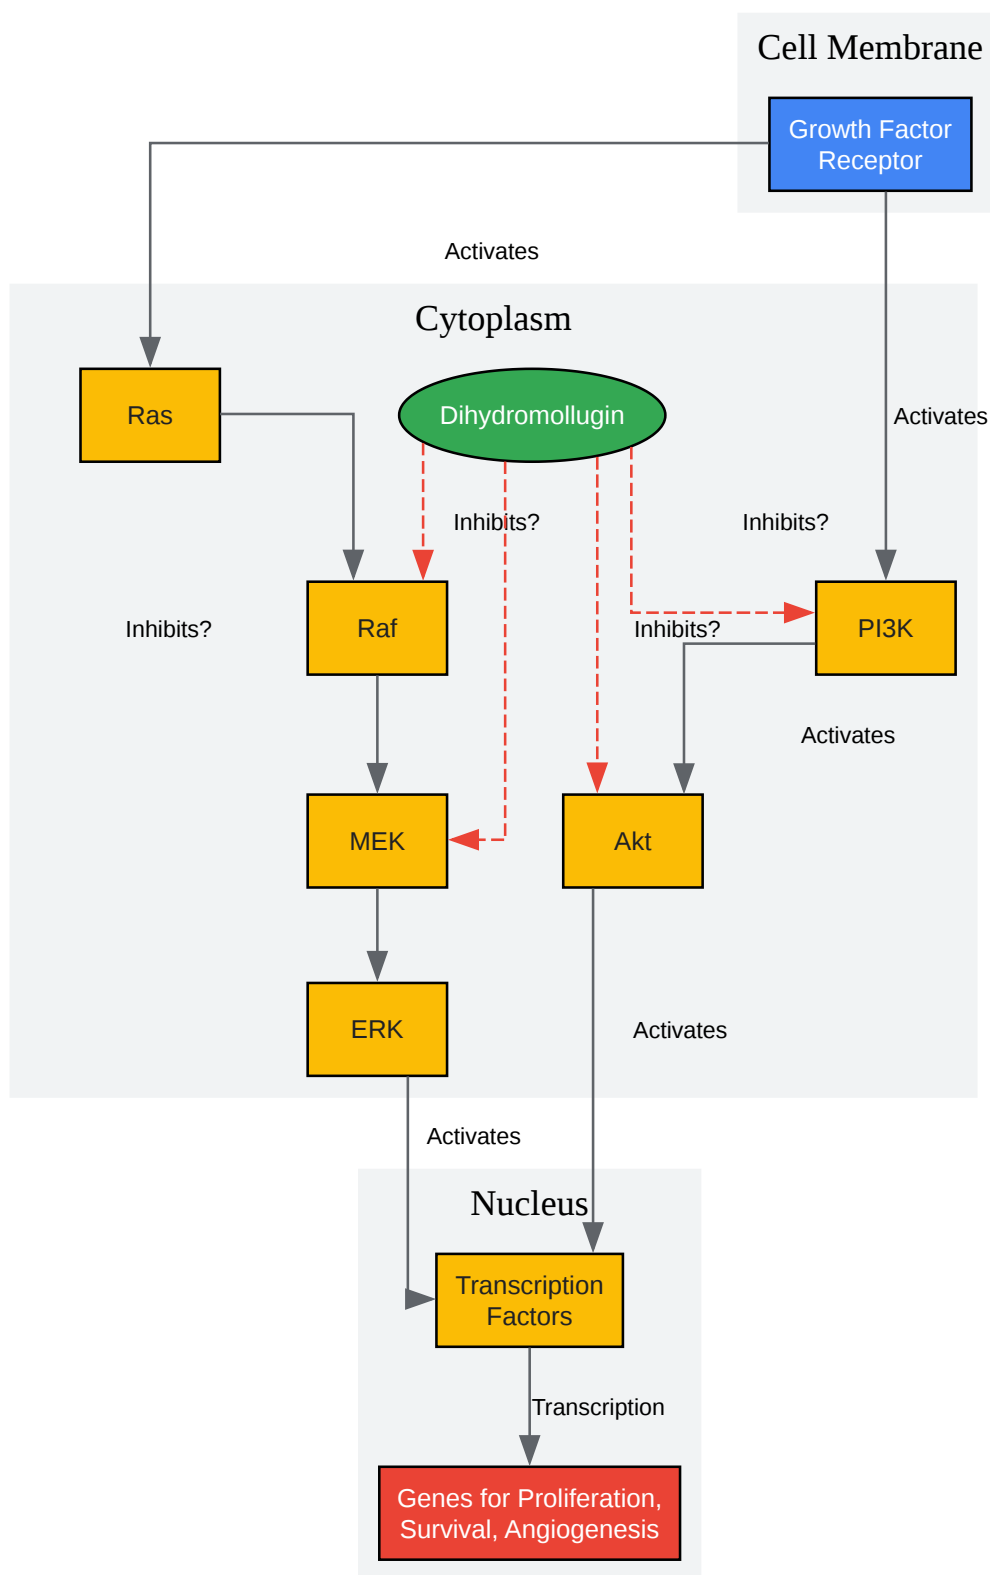 Cell Membrane
Growth Factor
Receptor
Activates
Cytoplasm
Ras
Dihydromollugin
Activates
Inhibits?
Inhibits?
Inhibits?
Raf
Inhibits?
PI3K
Activates
MEK
Akt
ERK
Activates
Activates
Nucleus
Transcription
Factors
Transcription
Genes for Proliferation,
Survival, Angiogenesis